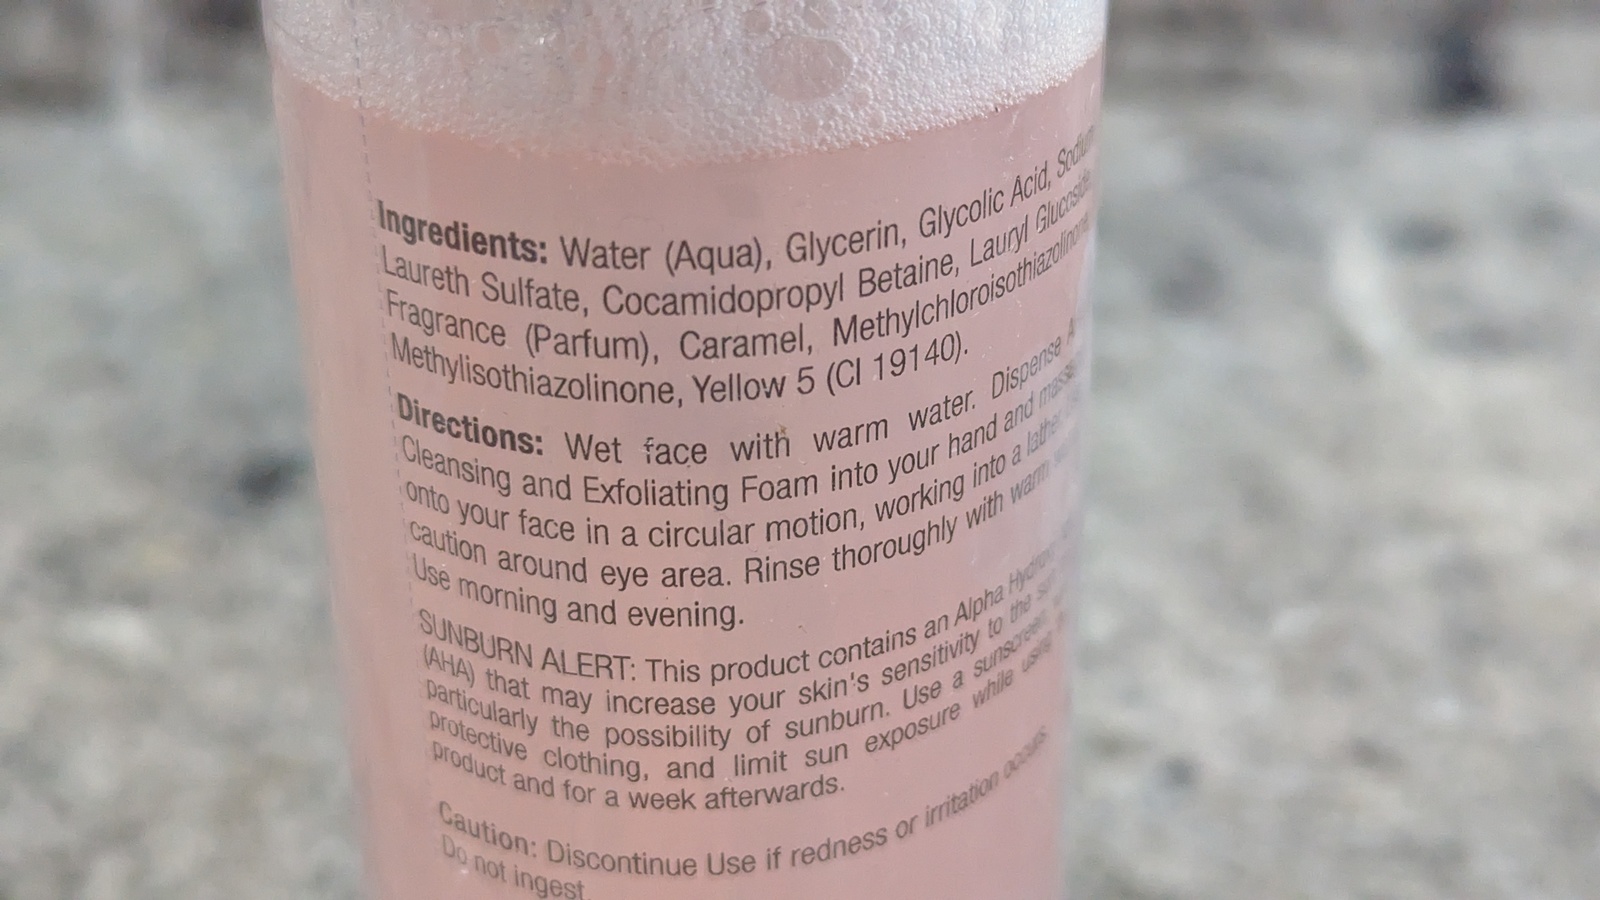 Ingredients: Water (Aqua), Glycerin, Glycolic Acid, Sodium
Laureth Sulfate, Cocamidopropyl Betaine, Lauryl Glucoside,
Fragrance (Parfum), Caramel, Methylchloroisothiazolinone,
Methylisothiazolinone, Yellow 5 (CI 19140).
Directions: Wet face with warm water. Dispense
Cleansing and Exfoliating Foam into your hand and
onto your face in a circular motion, working into a lather
caution around eye area. Rinse thoroughly with warm
Use morning and evening.
SUNBURN ALERT: This product contains an Alpha
(AHA) that may increase your skin's sensitivity to the
particularly the possibility of sunburn. Use a sunscreen,
protective clothing, and limit sun exposure while using
product and for a week afterwards.
Caution: Discontinue Use if redness or irritation occurs.
Do not ingest